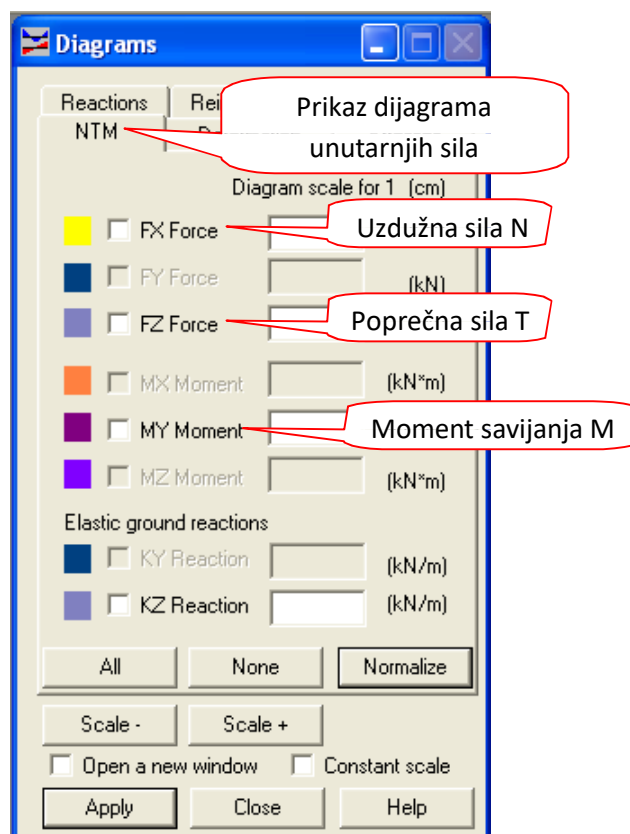 Diagrams
Reactions
Prikaz dijagrama
unutarnjih sila
NTM
Diagram scale for 1 (cm)
FX Force
Uzdužna sila N
FY Force
(kN)
FZ Force
Poprečna sila T
MX Moment
(kN*m)
MY Moment
Moment savijanja M
MZ Moment
(kN*m)
Elastic ground reactions
KY Reaction
(kN/m)
KZ Reaction
(kN/m)
All
None
Normalize
Scale -
Scale +
Open a new window
Constant scale
Apply
Close
Help